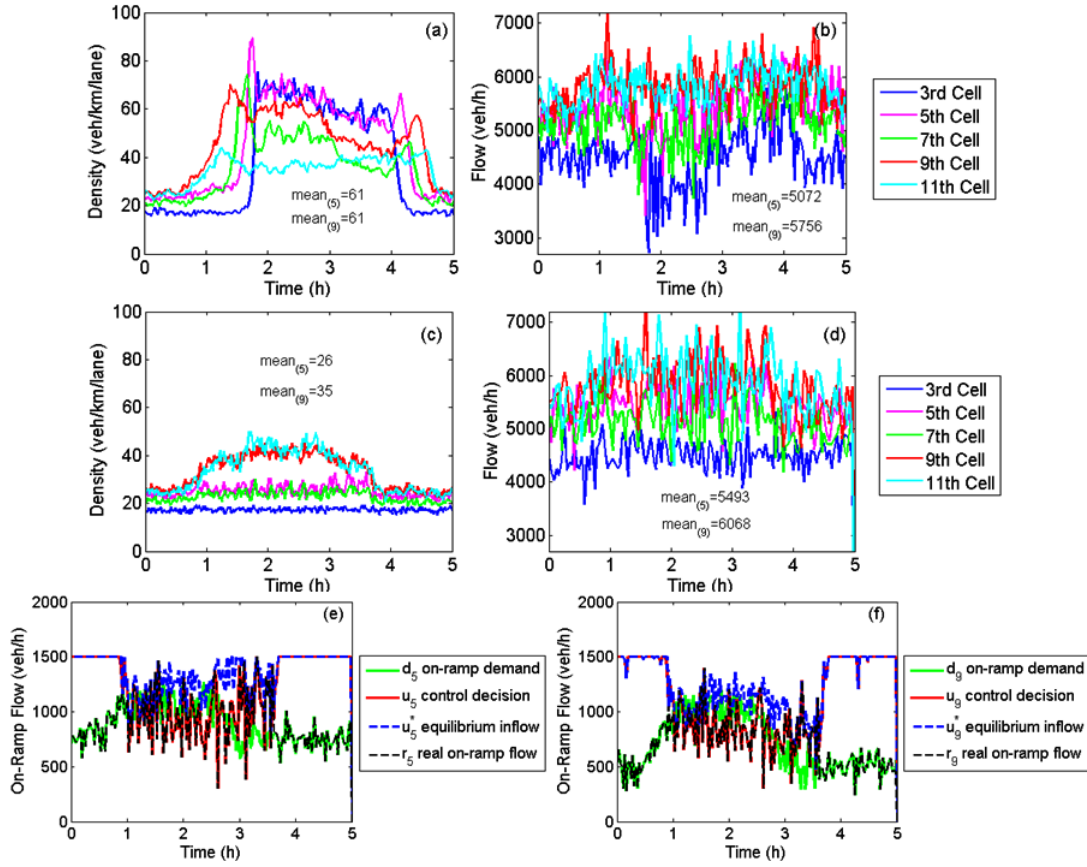 (a)
100
80
60
40
20
0
Density (veh/km/lane)
mean(5)=61
mean(9)=61
0 1 2 3 4 5
Time (h)
(b)
7000
6000
5000
4000
3000
Flow (veh/h)
mean(5)=5072
mean(9)=5756
0 1 2 3 4 5
Time (h)
3rd Cell
5th Cell
7th Cell
9th Cell
11th Cell
(c)
100
80
60
40
20
0
Density (veh/km/lane)
mean(5)=26
mean(9)=35
0 1 2 3 4 5
Time (h)
(d)
7000
6000
5000
4000
3000
Flow (veh/h)
mean(5)=5493
mean(9)=6068
0 1 2 3 4 5
Time (h)
3rd Cell
5th Cell
7th Cell
9th Cell
11th Cell
(e)
2000
1500
1000
500
0
On-Ramp Flow (veh/h)
0 1 2 3 4 5
Time (h)
d5 on-ramp demand
u5 control decision
u5* equilibrium inflow
r5 real on-ramp flow
(f)
2000
1500
1000
500
0
On-Ramp Flow (veh/h)
0 1 2 3 4 5
Time (h)
d9 on-ramp demand
u9 control decision
u9* equilibrium inflow
r9 real on-ramp flow